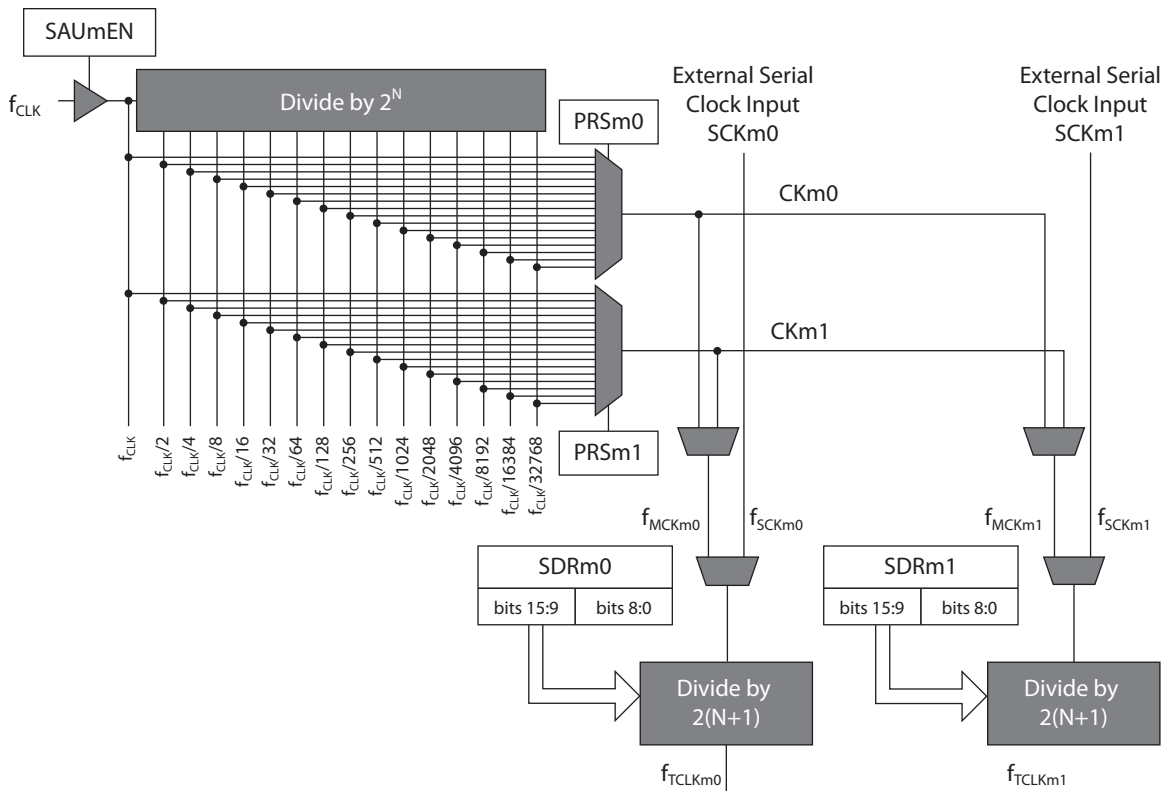 SAUmEN
fCLK
Divide by 2^N
PRSm0
External Serial
Clock Input
SCKm0
External Serial
Clock Input
SCKm1
CKm0
CKm1
PRSm1
fCLK
fCLK/2
fCLK/4
fCLK/8
fCLK/16
fCLK/32
fCLK/64
fCLK/128
fCLK/256
fCLK/512
fCLK/1024
fCLK/2048
fCLK/4096
fCLK/8192
fCLK/16384
fCLK/32768
fMCKm0
fSCKm0
fMCKm1
fSCKm1
SDRm0
bits 15:9
bits 8:0
SDRm1
bits 15:9
bits 8:0
Divide by
2(N+1)
Divide by
2(N+1)
fTCLKm0
fTCLKm1